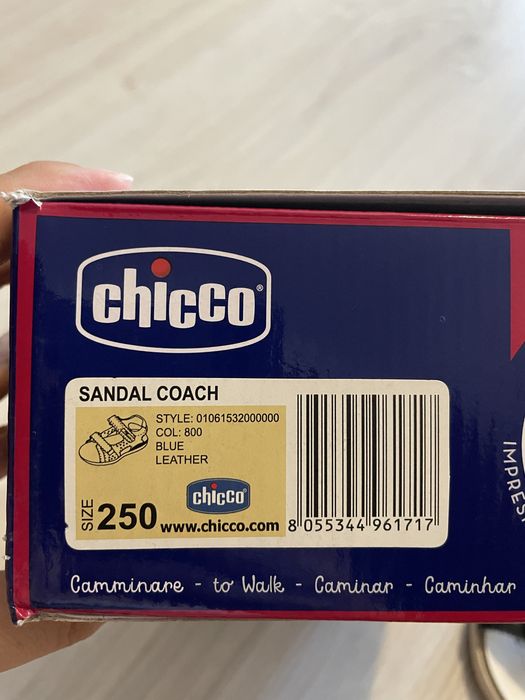 chicco®
SANDAL COACH
STYLE: 01061532000000
COL: 800
BLUE
LEATHER
chicco
SIZE 250 www.chicco.com
8 055344 961717
Camminare - to Walk - Caminar - Caminhar
IMPRES